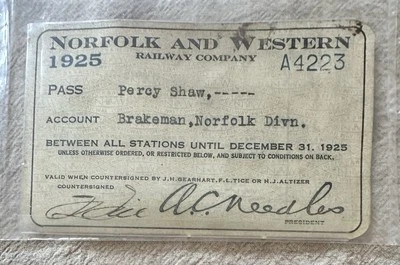 NORFOLK AND WESTERN
1925 RAILWAY COMPANY A4223
PASS Percy Shaw,-----
ACCOUNT Brakeman,Norfolk Divn.
BETWEEN ALL STATIONS UNTIL DECEMBER 31. 1925
UNLESS OTHERWISE ORDERED, OR RESTRICTED BELOW, AND SUBJECT TO CONDITIONS ON BACK.
VALID WHEN COUNTERSIGNED BY J.H.GEARHART, F.L.TICE OR H.J.ALTIZER
COUNTERSIGNED
F L Tice A.C. Needles
PRESIDENT